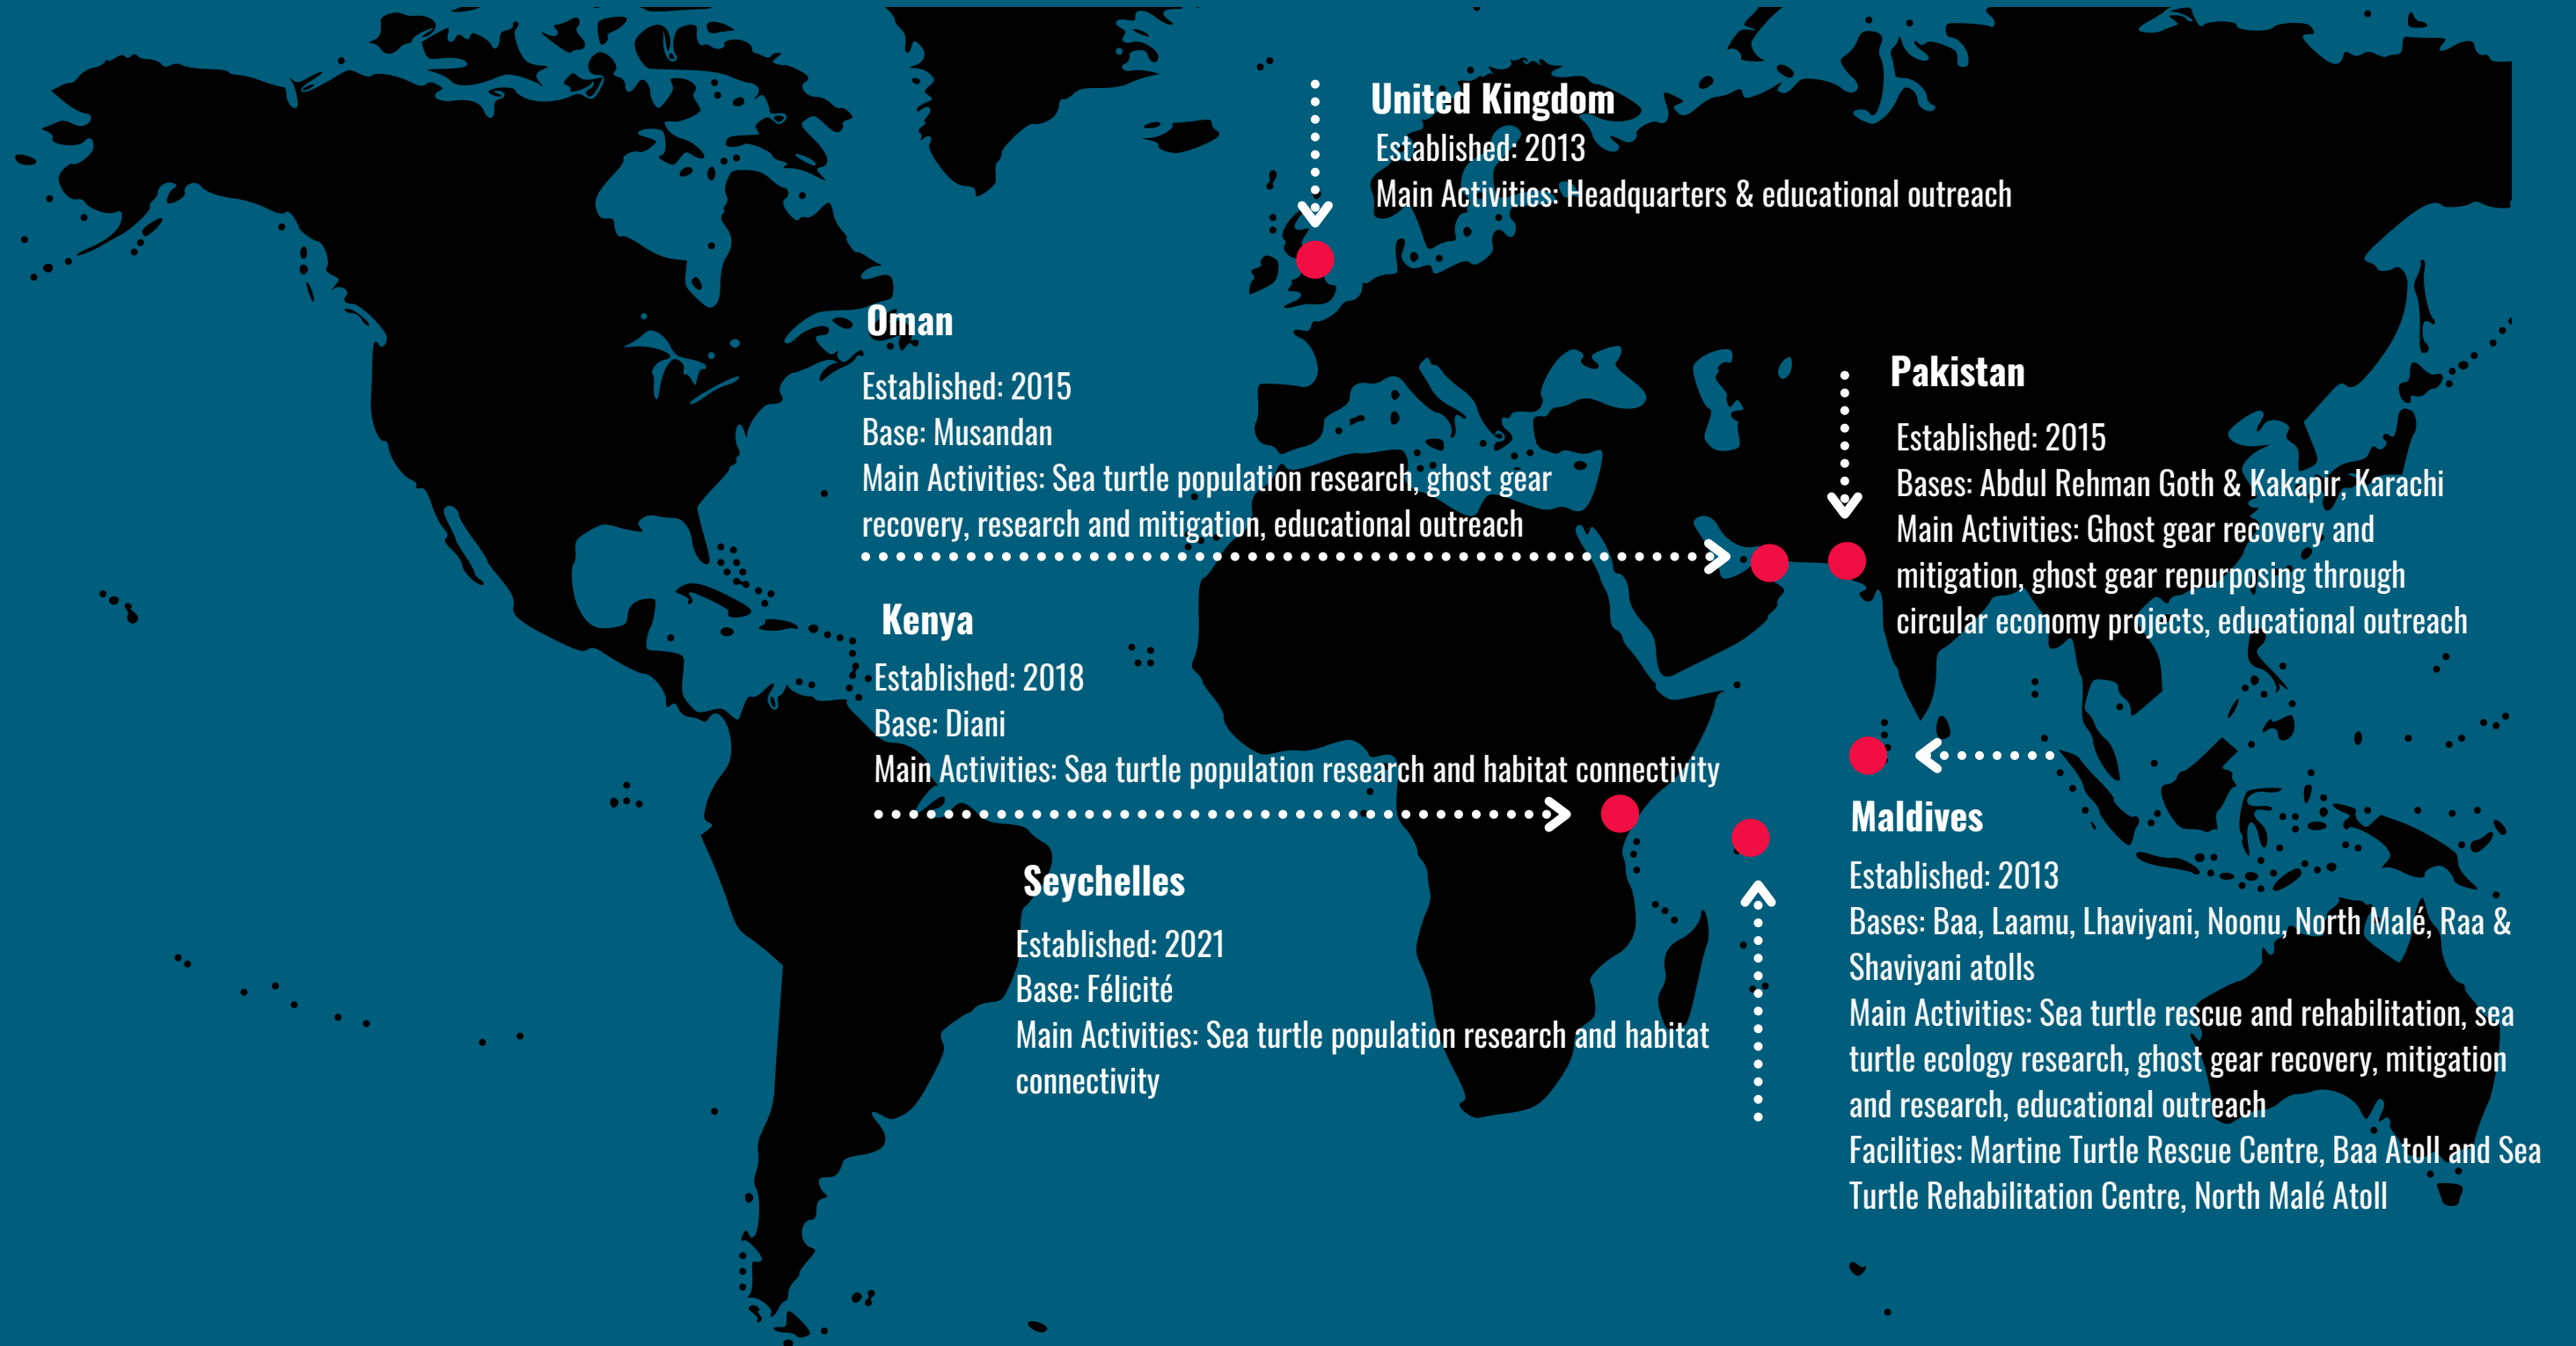 United Kingdom
Established: 2013
Main Activities: Headquarters & educational outreach
Oman
Established: 2015
Base: Musandan
Main Activities: Sea turtle population research, ghost gear
recovery, research and mitigation, educational outreach
Pakistan
Established: 2015
Bases: Abdul Rehman Goth & Kakapir, Karachi
Main Activities: Ghost gear recovery and
mitigation, ghost gear repurposing through
circular economy projects, educational outreach
Kenya
Established: 2018
Base: Diani
Main Activities: Sea turtle population research and habitat connectivity
Seychelles
Established: 2021
Base: Félicité
Main Activities: Sea turtle population research and habitat
connectivity
Maldives
Established: 2013
Bases: Baa, Laamu, Lhaviyani, Noonu, North Malé, Raa &
Shaviyani atolls
Main Activities: Sea turtle rescue and rehabilitation, sea
turtle ecology research, ghost gear recovery, mitigation
and research, educational outreach
Facilities: Martine Turtle Rescue Centre, Baa Atoll and Sea
Turtle Rehabilitation Centre, North Malé Atoll